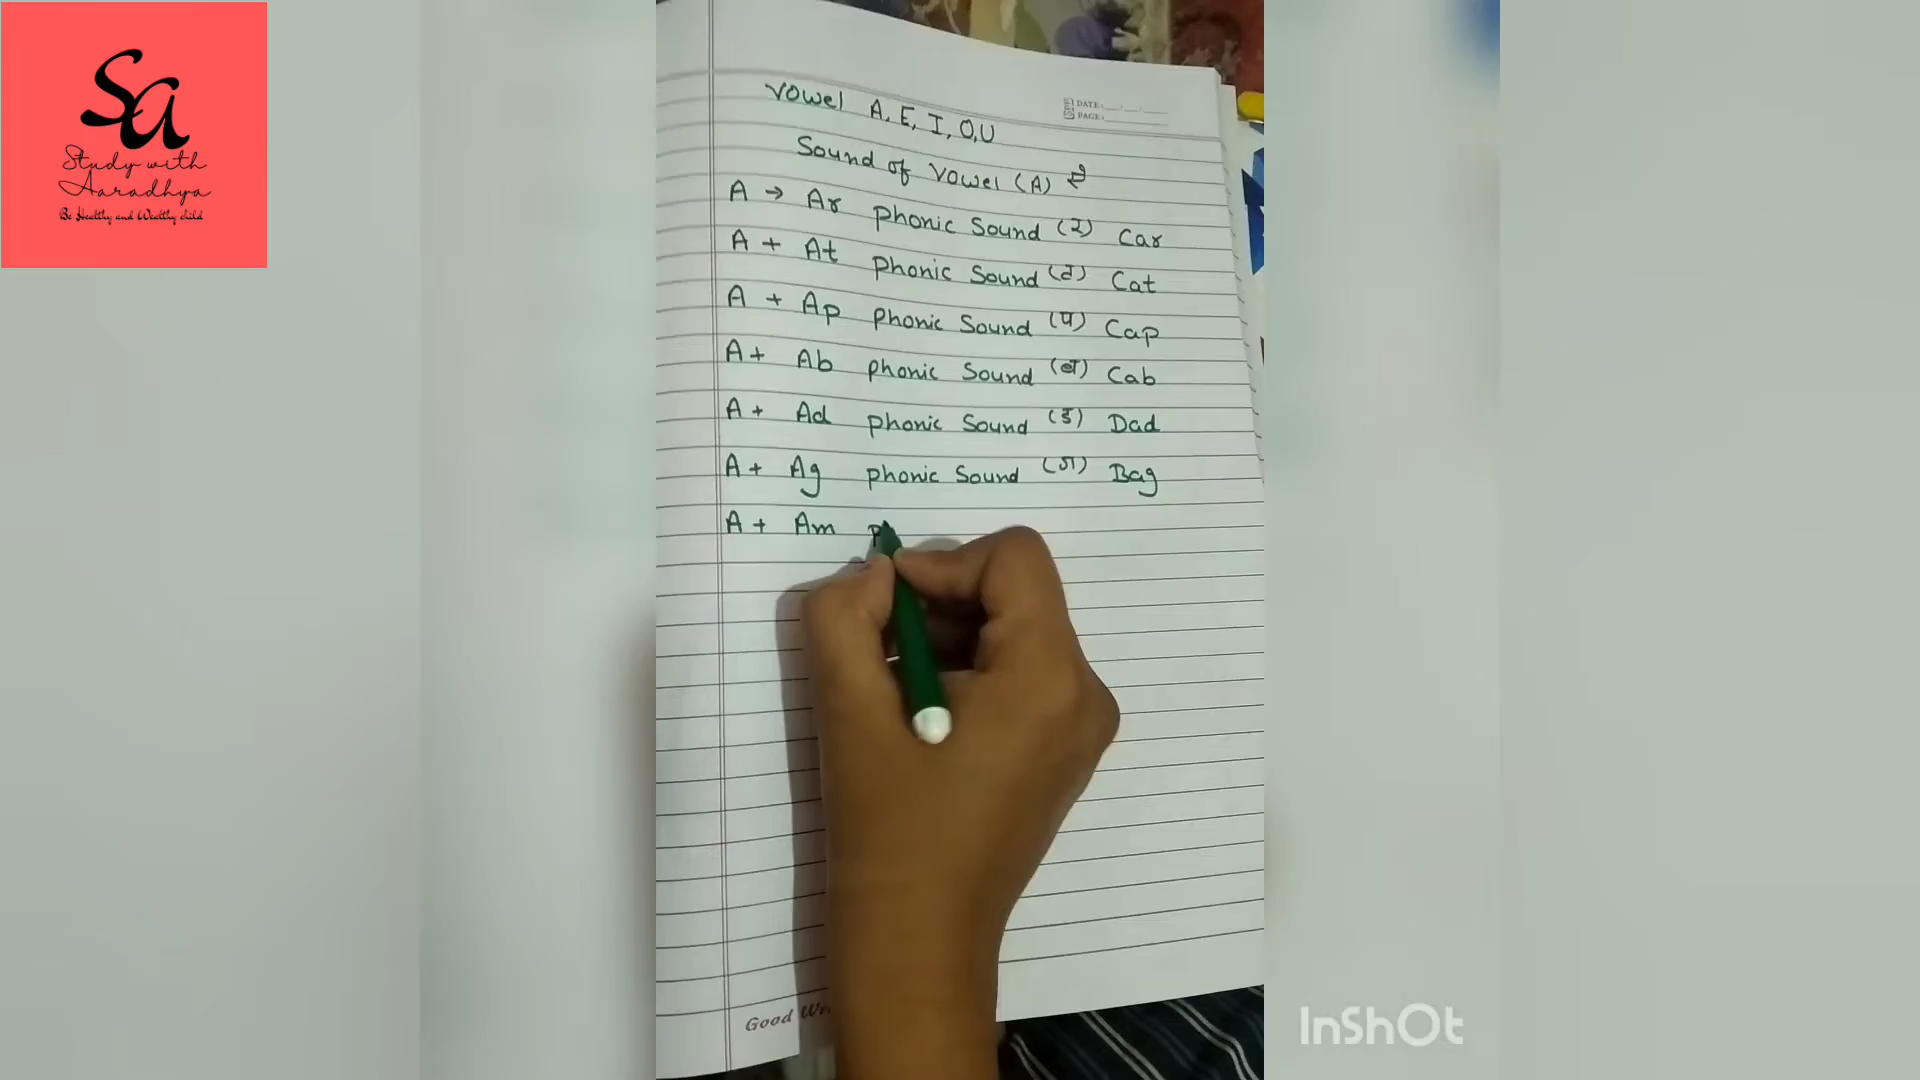 Sa
Study with
Aaradhya
Be Healthy and Wealthy child
DATE:
PAGE:
Vowel A, E, I, O, U
Sound of Vowel (A) ऐ
A → Ar phonic Sound (र) Car
A + At phonic Sound (ट) Cat
A + Ap phonic Sound (प) Cap
A + Ab phonic Sound (ब) Cab
A + Ad phonic Sound (ड) Dad
A + Ag phonic Sound (ग) Bag
A + Am p
Good
InShOt